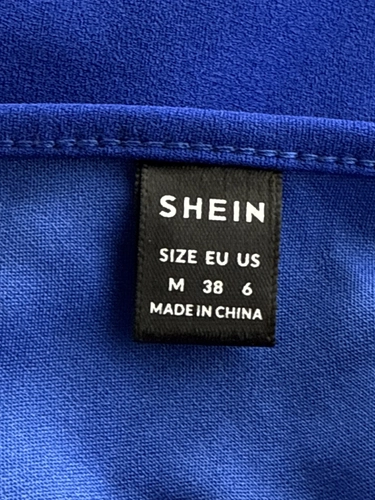 SHEIN
SIZE EU US
M 38 6
MADE IN CHINA